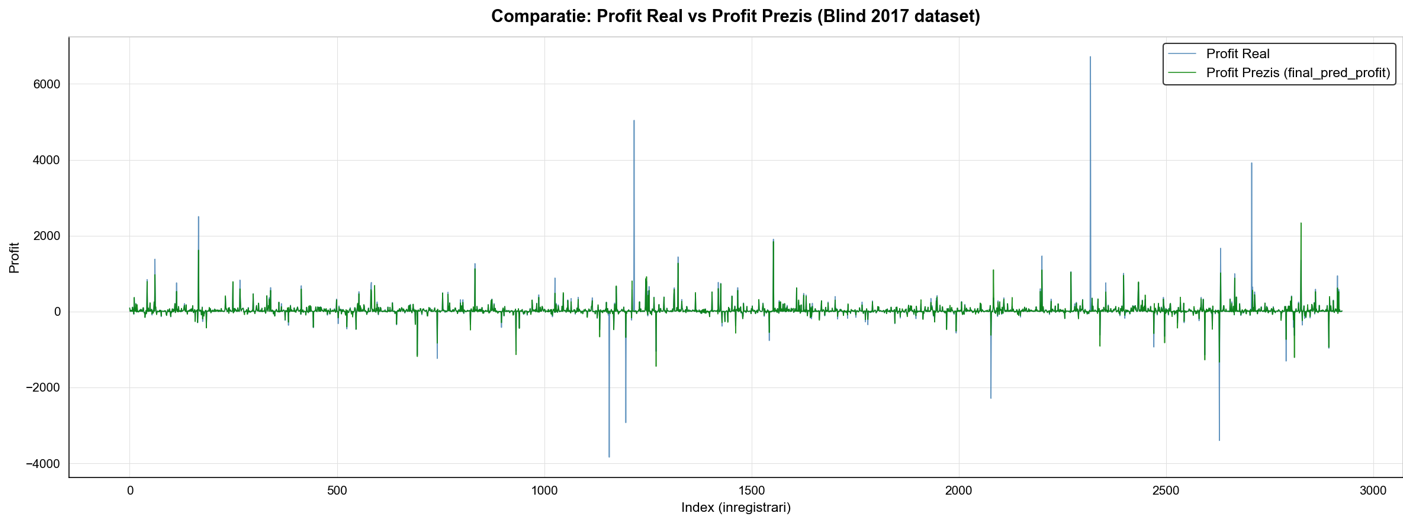 Comparatie: Profit Real vs Profit Prezis (Blind 2017 dataset)
Profit Real
Profit Prezis (final_pred_profit)
6000
4000
2000
0
−2000
−4000
Profit
0 500 1000 1500 2000 2500 3000
Index (inregistrari)